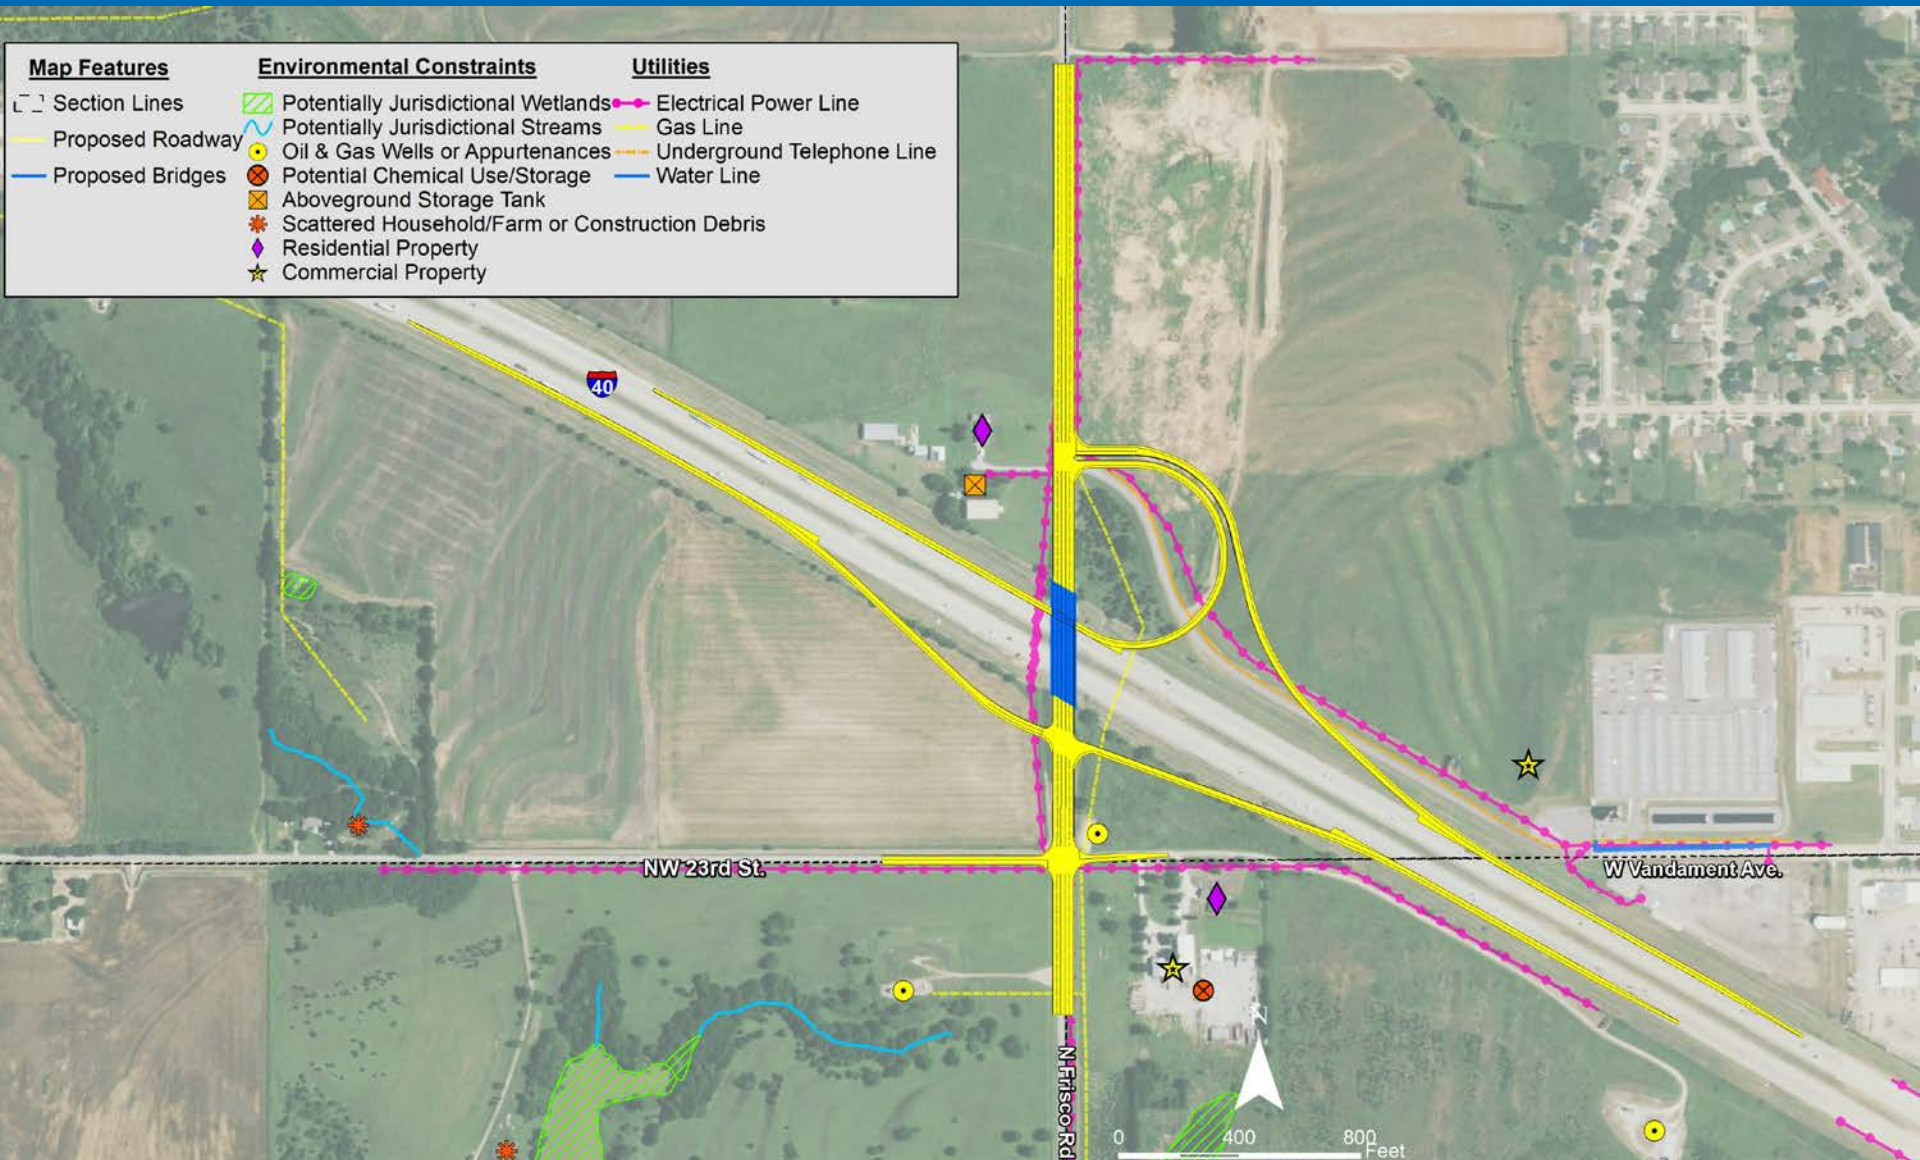 Map Features
Section Lines
Proposed Roadway
Proposed Bridges
Environmental Constraints
Potentially Jurisdictional Wetlands
Potentially Jurisdictional Streams
Oil & Gas Wells or Appurtenances
Potential Chemical Use/Storage
Aboveground Storage Tank
Scattered Household/Farm or Construction Debris
Residential Property
Commercial Property
Utilities
Electrical Power Line
Gas Line
Underground Telephone Line
Water Line
40
NW 23rd St.
W Vandament Ave.
N Frisco Rd
N
0 400 800
Feet